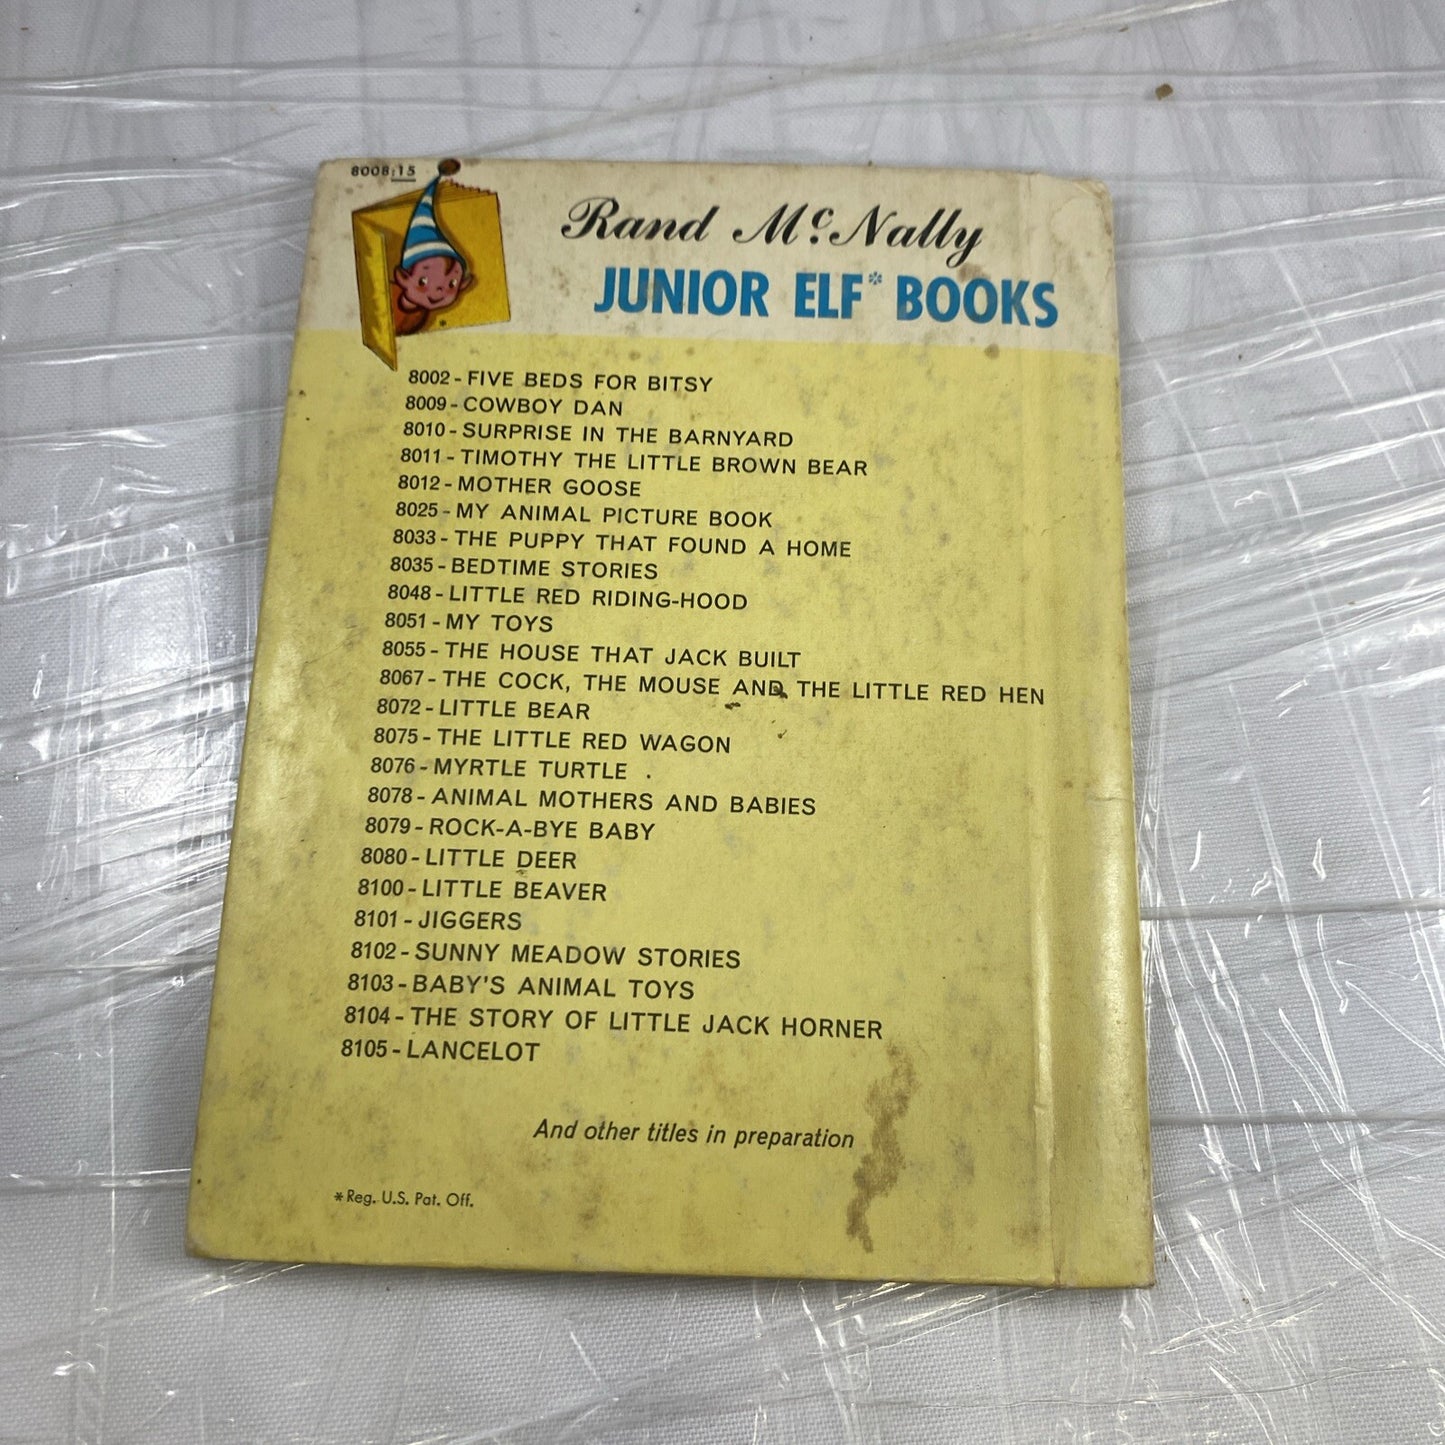 8008:15
Rand McNally
JUNIOR ELF* BOOKS
8002 - FIVE BEDS FOR BITSY
8009 - COWBOY DAN
8010 - SURPRISE IN THE BARNYARD
8011 - TIMOTHY THE LITTLE BROWN BEAR
8012 - MOTHER GOOSE
8025 - MY ANIMAL PICTURE BOOK
8033 - THE PUPPY THAT FOUND A HOME
8035 - BEDTIME STORIES
8048 - LITTLE RED RIDING-HOOD
8051 - MY TOYS
8055 - THE HOUSE THAT JACK BUILT
8067 - THE COCK, THE MOUSE AND THE LITTLE RED HEN
8072 - LITTLE BEAR
8075 - THE LITTLE RED WAGON
8076 - MYRTLE TURTLE .
8078 - ANIMAL MOTHERS AND BABIES
8079 - ROCK-A-BYE BABY
8080 - LITTLE DEER
8100 - LITTLE BEAVER
8101 - JIGGERS
8102 - SUNNY MEADOW STORIES
8103 - BABY'S ANIMAL TOYS
8104 - THE STORY OF LITTLE JACK HORNER
8105 - LANCELOT
And other titles in preparation
*Reg. U.S. Pat. Off.